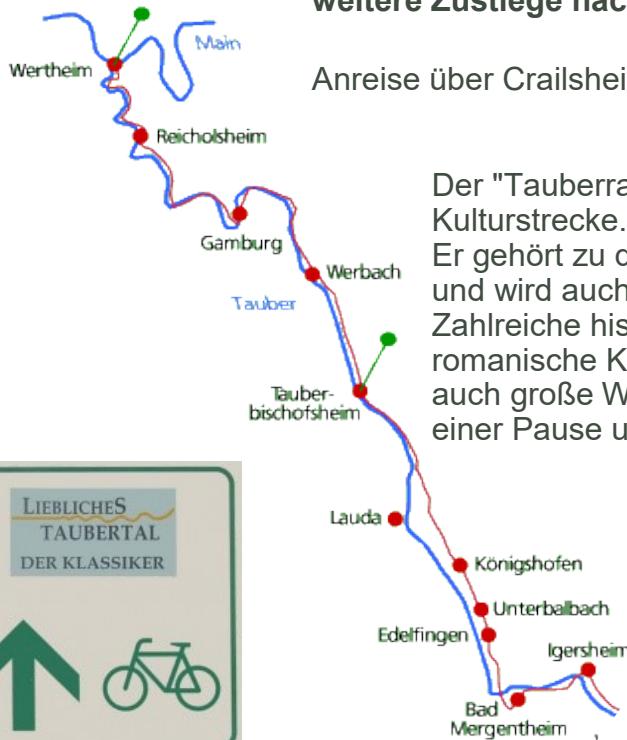 weitere Zustiege nac
Anreise über Crailshei
Main
Wertheim
Reicholsheim
Gamburg
Werbach
Tauber
Tauber-
bischofsheim
Der "Tauberra
Kulturstrecke.
Er gehört zu d
und wird auch
Zahlreiche his
romanische K
auch große W
einer Pause u
Lauda
Königshofen
Unterbalbach
Edelfingen
Igersheim
Bad
Mergentheim
LIEBLICHES
TAUBERTAL
DER KLASSIKER